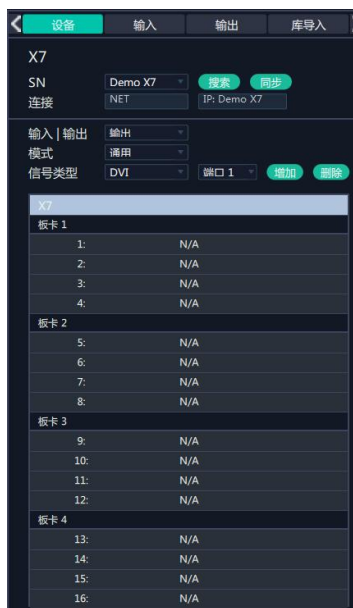 设备 输入 输出 库导入
X7
SN Demo X7 搜索 同步
连接 NET IP: Demo X7
输入 | 输出 输出
模式 通用
信号类型 DVI 端口 1 增加 删除
X7
板卡 1
1: N/A
2: N/A
3: N/A
4: N/A
板卡 2
5: N/A
6: N/A
7: N/A
8: N/A
板卡 3
9: N/A
10: N/A
11: N/A
12: N/A
板卡 4
13: N/A
14: N/A
15: N/A
16: N/A